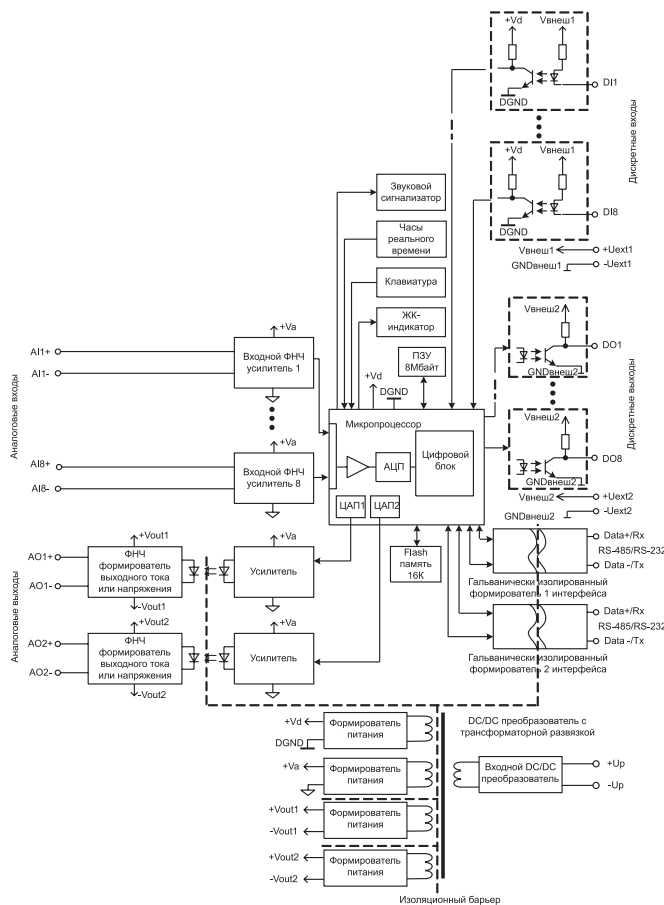 +Vd
Vвнеш1
DGND
DI1
+Vd
Vвнеш1
DGND
DI8
Дискретные входы
Vвнеш1
+Uext1
GNDвнеш1
-Uext1
Звуковой
сигнализатор
Часы
реального
времени
Клавиатура
ЖК-
индикатор
+Vd
DGND
ПЗУ
8Мбайт
Vвнеш2
DO1
GNDвнеш2
Vвнеш2
DO8
GNDвнеш2
Дискретные выходы
Vвнеш2
+Uext2
GNDвнеш2
-Uext2
Аналоговые входы
AI1+
AI1-
+Va
Входной ФНЧ
усилитель 1
AI8+
AI8-
+Va
Входной ФНЧ
усилитель 8
Микропроцессор
АЦП
Цифровой
блок
ЦАП1
ЦАП2
Flash
память
16К
Data+/Rx
RS-485/RS-232
Data -/Tx
Гальванически изолированный
формирователь 1 интерфейса
Data+/Rx
RS-485/RS-232
Data -/Tx
Гальванически изолированный
формирователь 2 интерфейса
Аналоговые выходы
+Vout1
AO1+
AO1-
ФНЧ
формирователь
выходного тока
или напряжения
-Vout1
+Va
Усилитель
+Vout2
AO2+
AO2-
ФНЧ
формирователь
выходного тока
или напряжения
-Vout2
+Va
Усилитель
+Vd
DGND
Формирователь
питания
+Va
Формирователь
питания
+Vout1
-Vout1
Формирователь
питания
+Vout2
-Vout2
Формирователь
питания
DC/DC преобразователь с
трансформаторной развязкой
Входной DC/DC
преобразователь
+Up
-Up
Изоляционный барьер